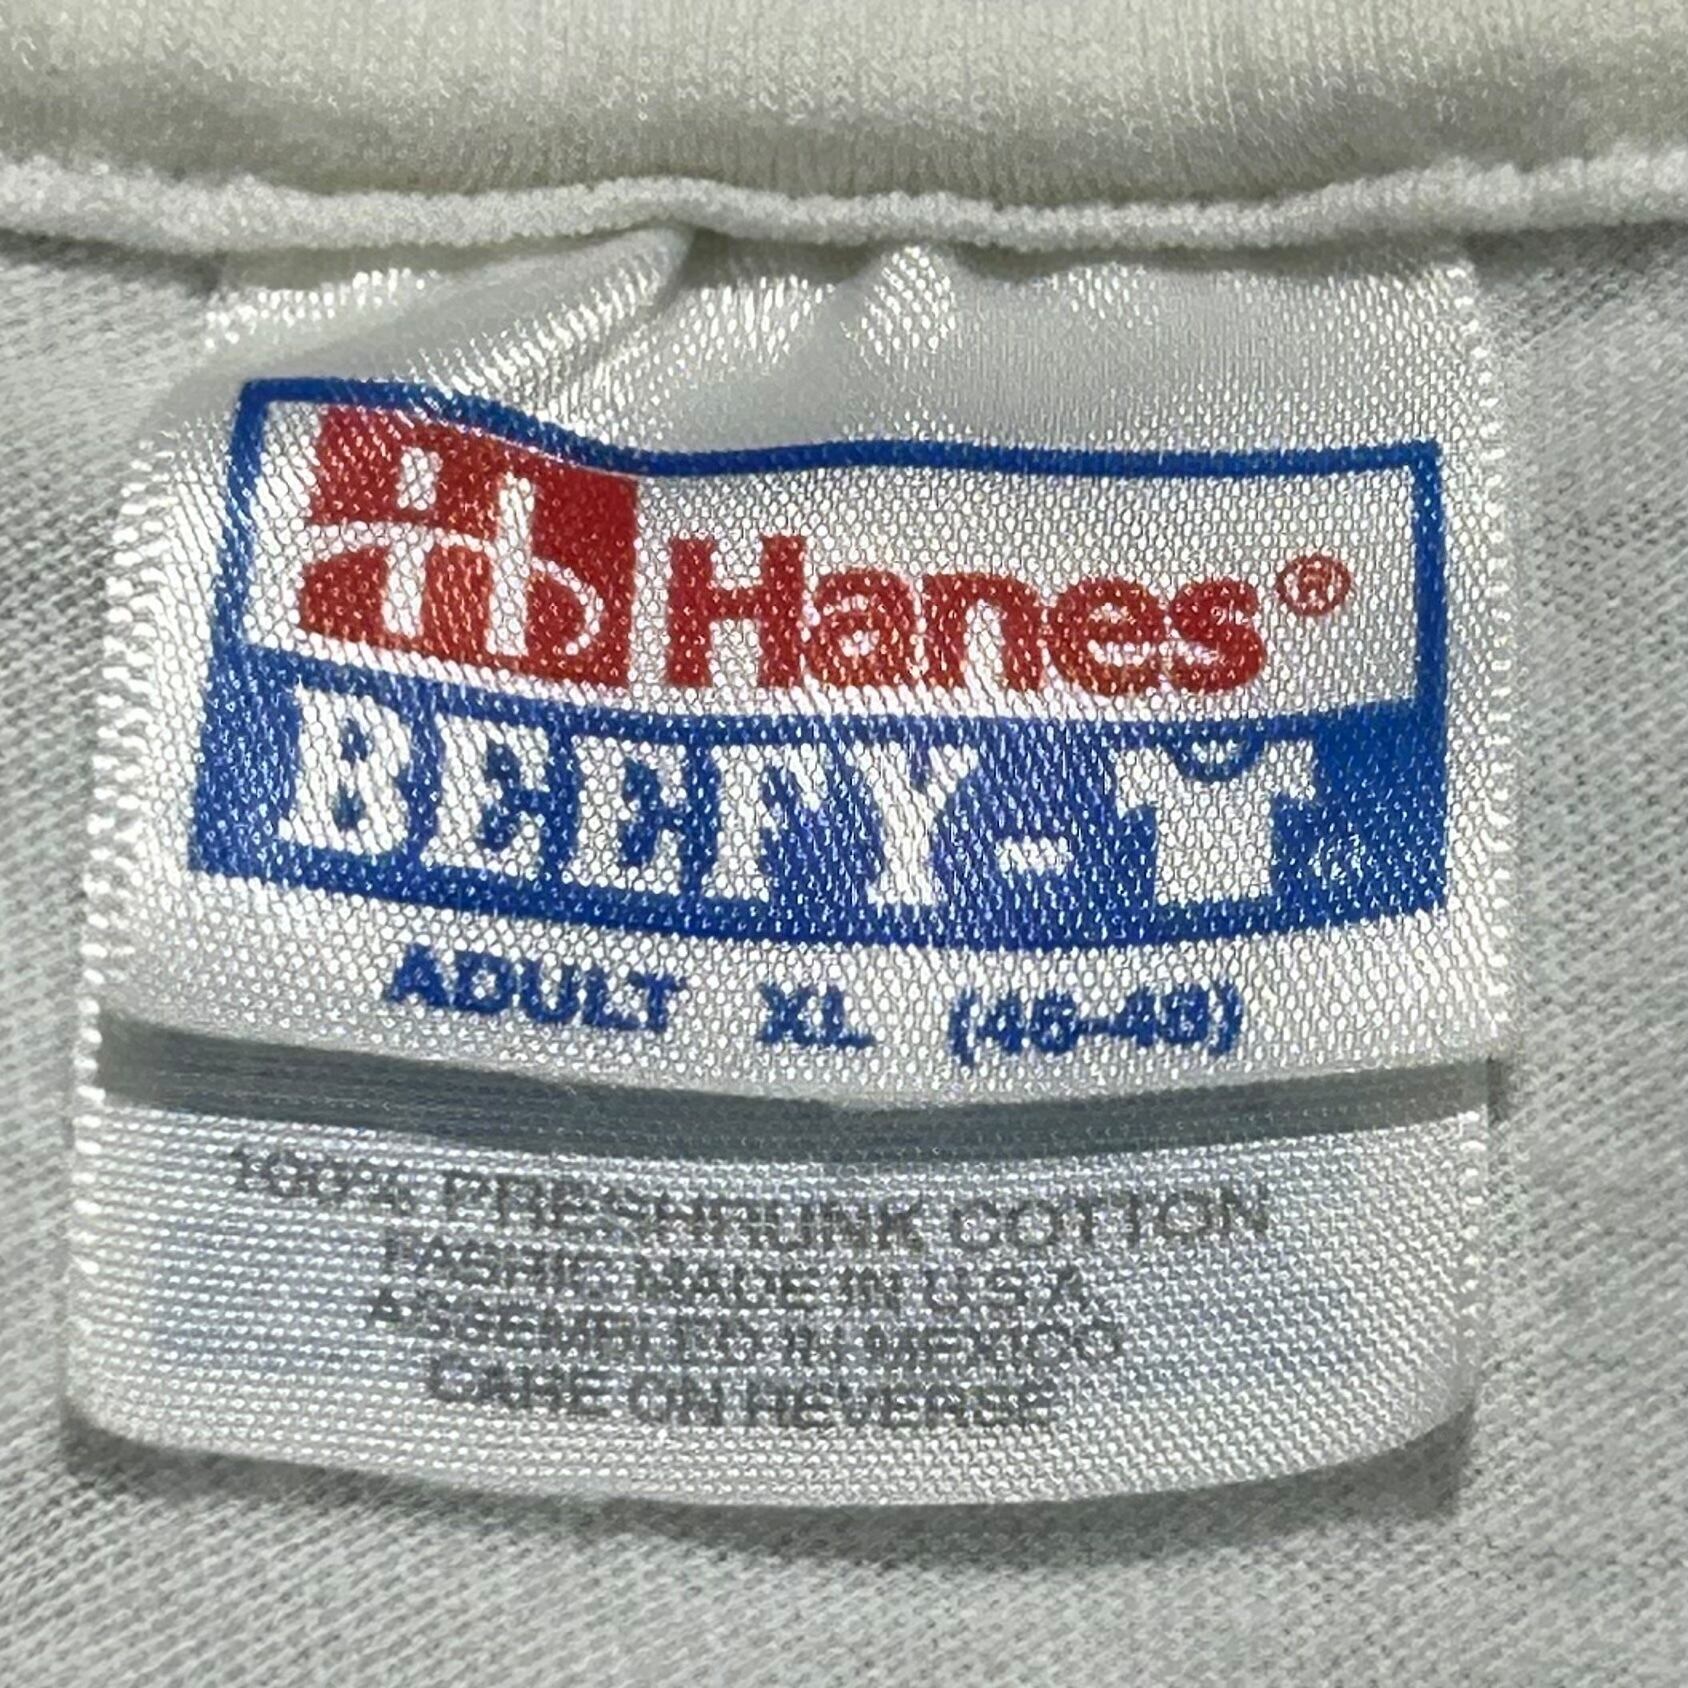 Hanes®
BEEFY-T
ADULT XL (46-48)
100% PRESHRUNK COTTON
FABRIC MADE IN U.S.A.
ASSEMBLED IN MEXICO
CARE ON REVERSE